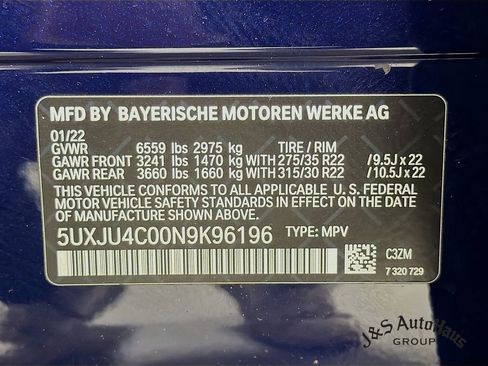 MFD BY BAYERISCHE MOTOREN WERKE AG
01/22
GVWR 6559 lbs 2975 kg TIRE / RIM
GAWR FRONT 3241 lbs 1470 kg WITH 275/35 R22 / 9.5J x 22
GAWR REAR 3660 lbs 1660 kg WITH 315/30 R22 / 10.5J x 22
THIS VEHICLE CONFORMS TO ALL APPLICABLE U. S. FEDERAL
MOTOR VEHICLE SAFETY STANDARDS IN EFFECT ON THE
DATE OF MANUFACTURE SHOWN ABOVE.
5UXJU4C00N9K96196 TYPE: MPV
C3ZM
7 320 729
J&S AutoHaus
GROUP